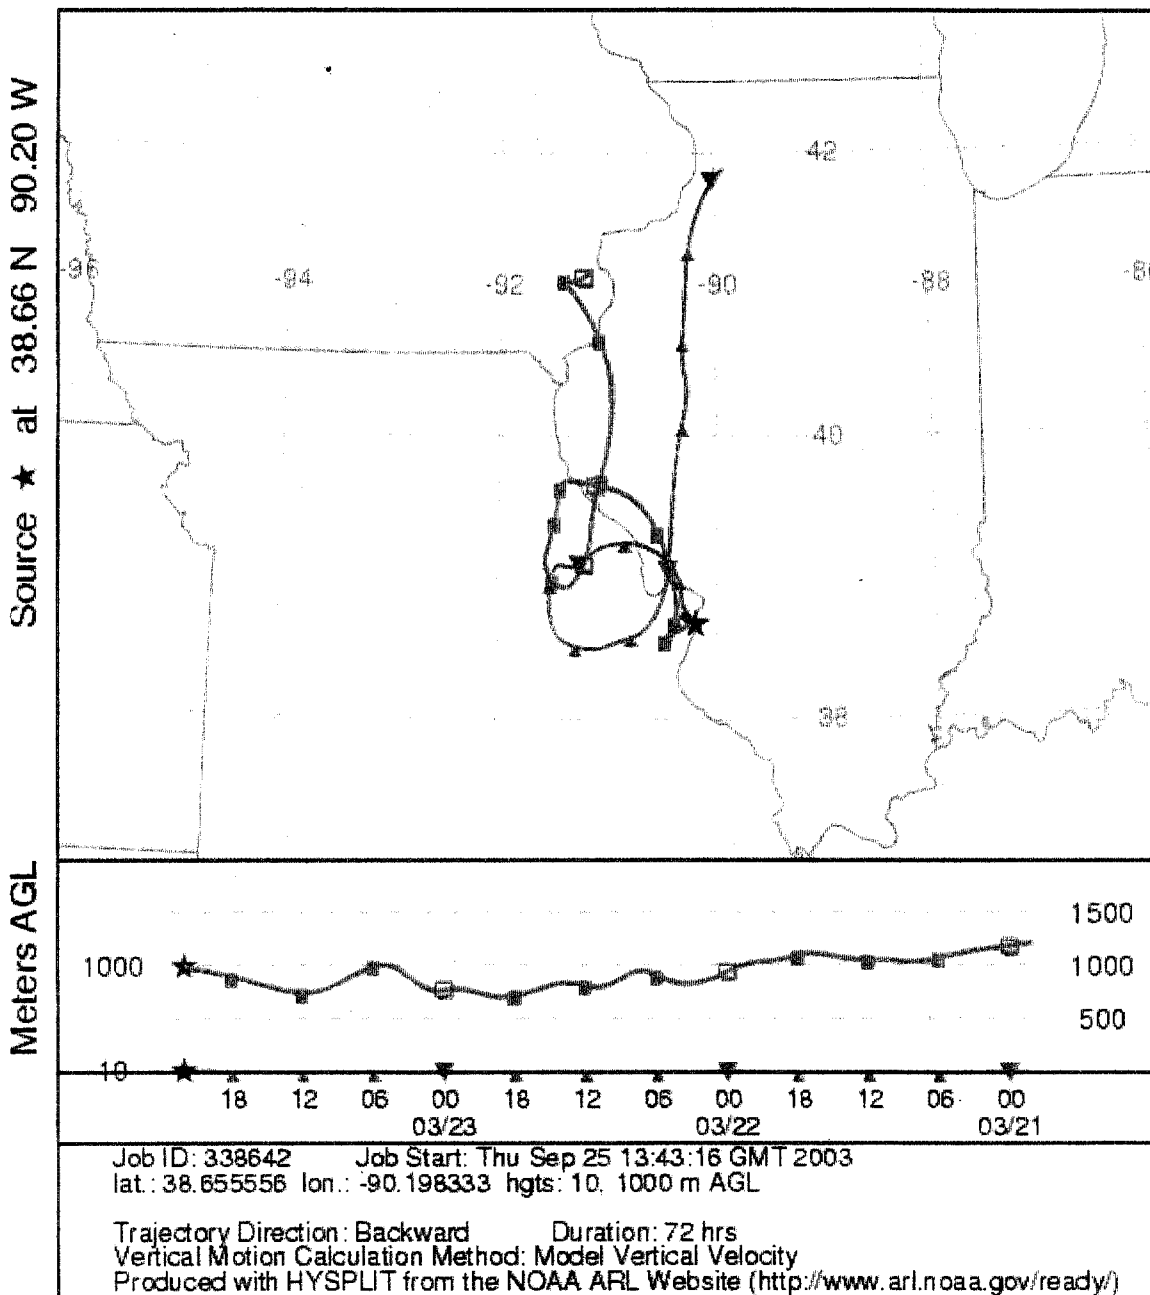 Source ★ at 38.66 N 90.20 W
42
-94
-92
-90
-88
40
38
Meters AGL
1500
1000
1000
500
10
18 12 06 00 18 12 06 00 18 12 06 00
03/23 03/22 03/21
Job ID: 338642 Job Start: Thu Sep 25 13:43:16 GMT 2003
lat.: 38.655556 lon.: -90.198333 hgts: 10, 1000 m AGL
Trajectory Direction: Backward Duration: 72 hrs
Vertical Motion Calculation Method: Model Vertical Velocity
Produced with HYSPLIT from the NOAA ARL Website (http://www.arl.noaa.gov/ready/)